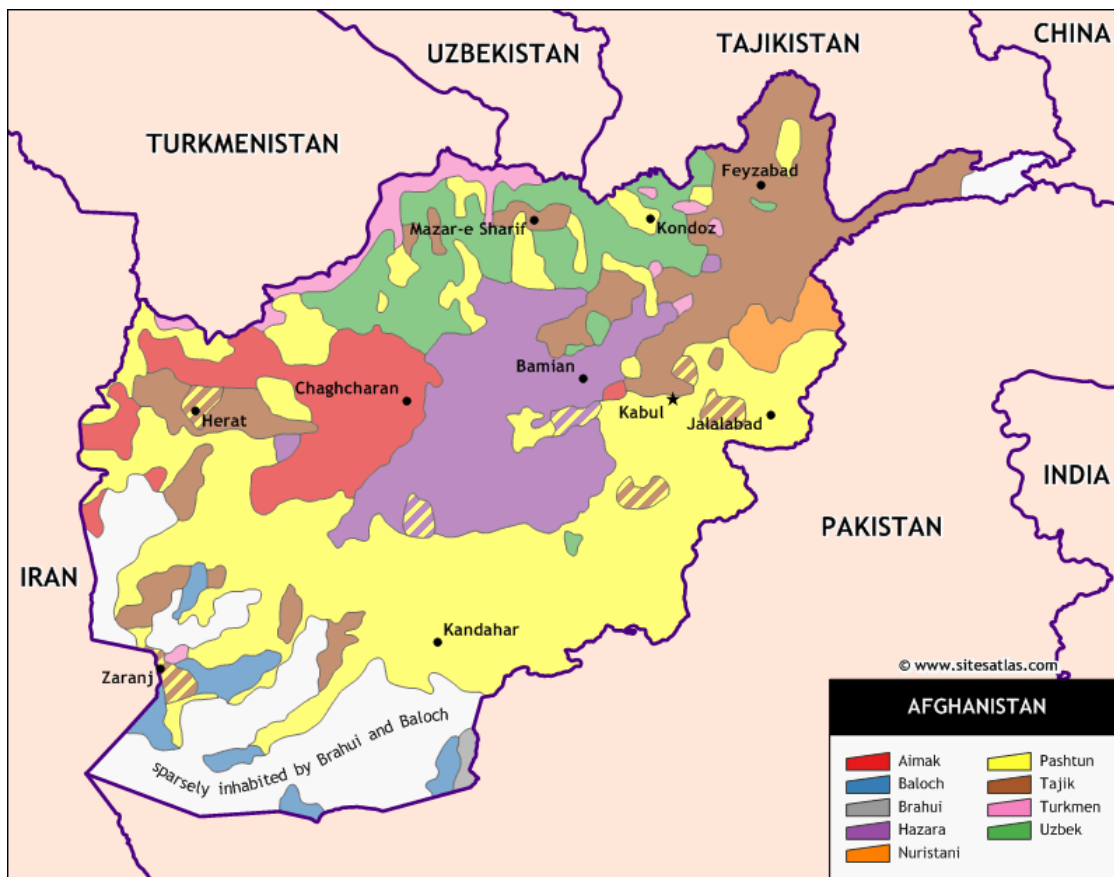 UZBEKISTAN
TAJIKISTAN
CHINA
TURKMENISTAN
Feyzabad
Mazar-e Sharif
Kondoz
Bamian
Chaghcharan
Herat
Kabul
Jalalabad
INDIA
PAKISTAN
IRAN
Kandahar
Zaranj
© www.sitesatlas.com
sparsely inhabited by Brahui and Baloch
AFGHANISTAN
Aimak
Baloch
Brahui
Hazara
Nuristani
Pashtun
Tajik
Turkmen
Uzbek